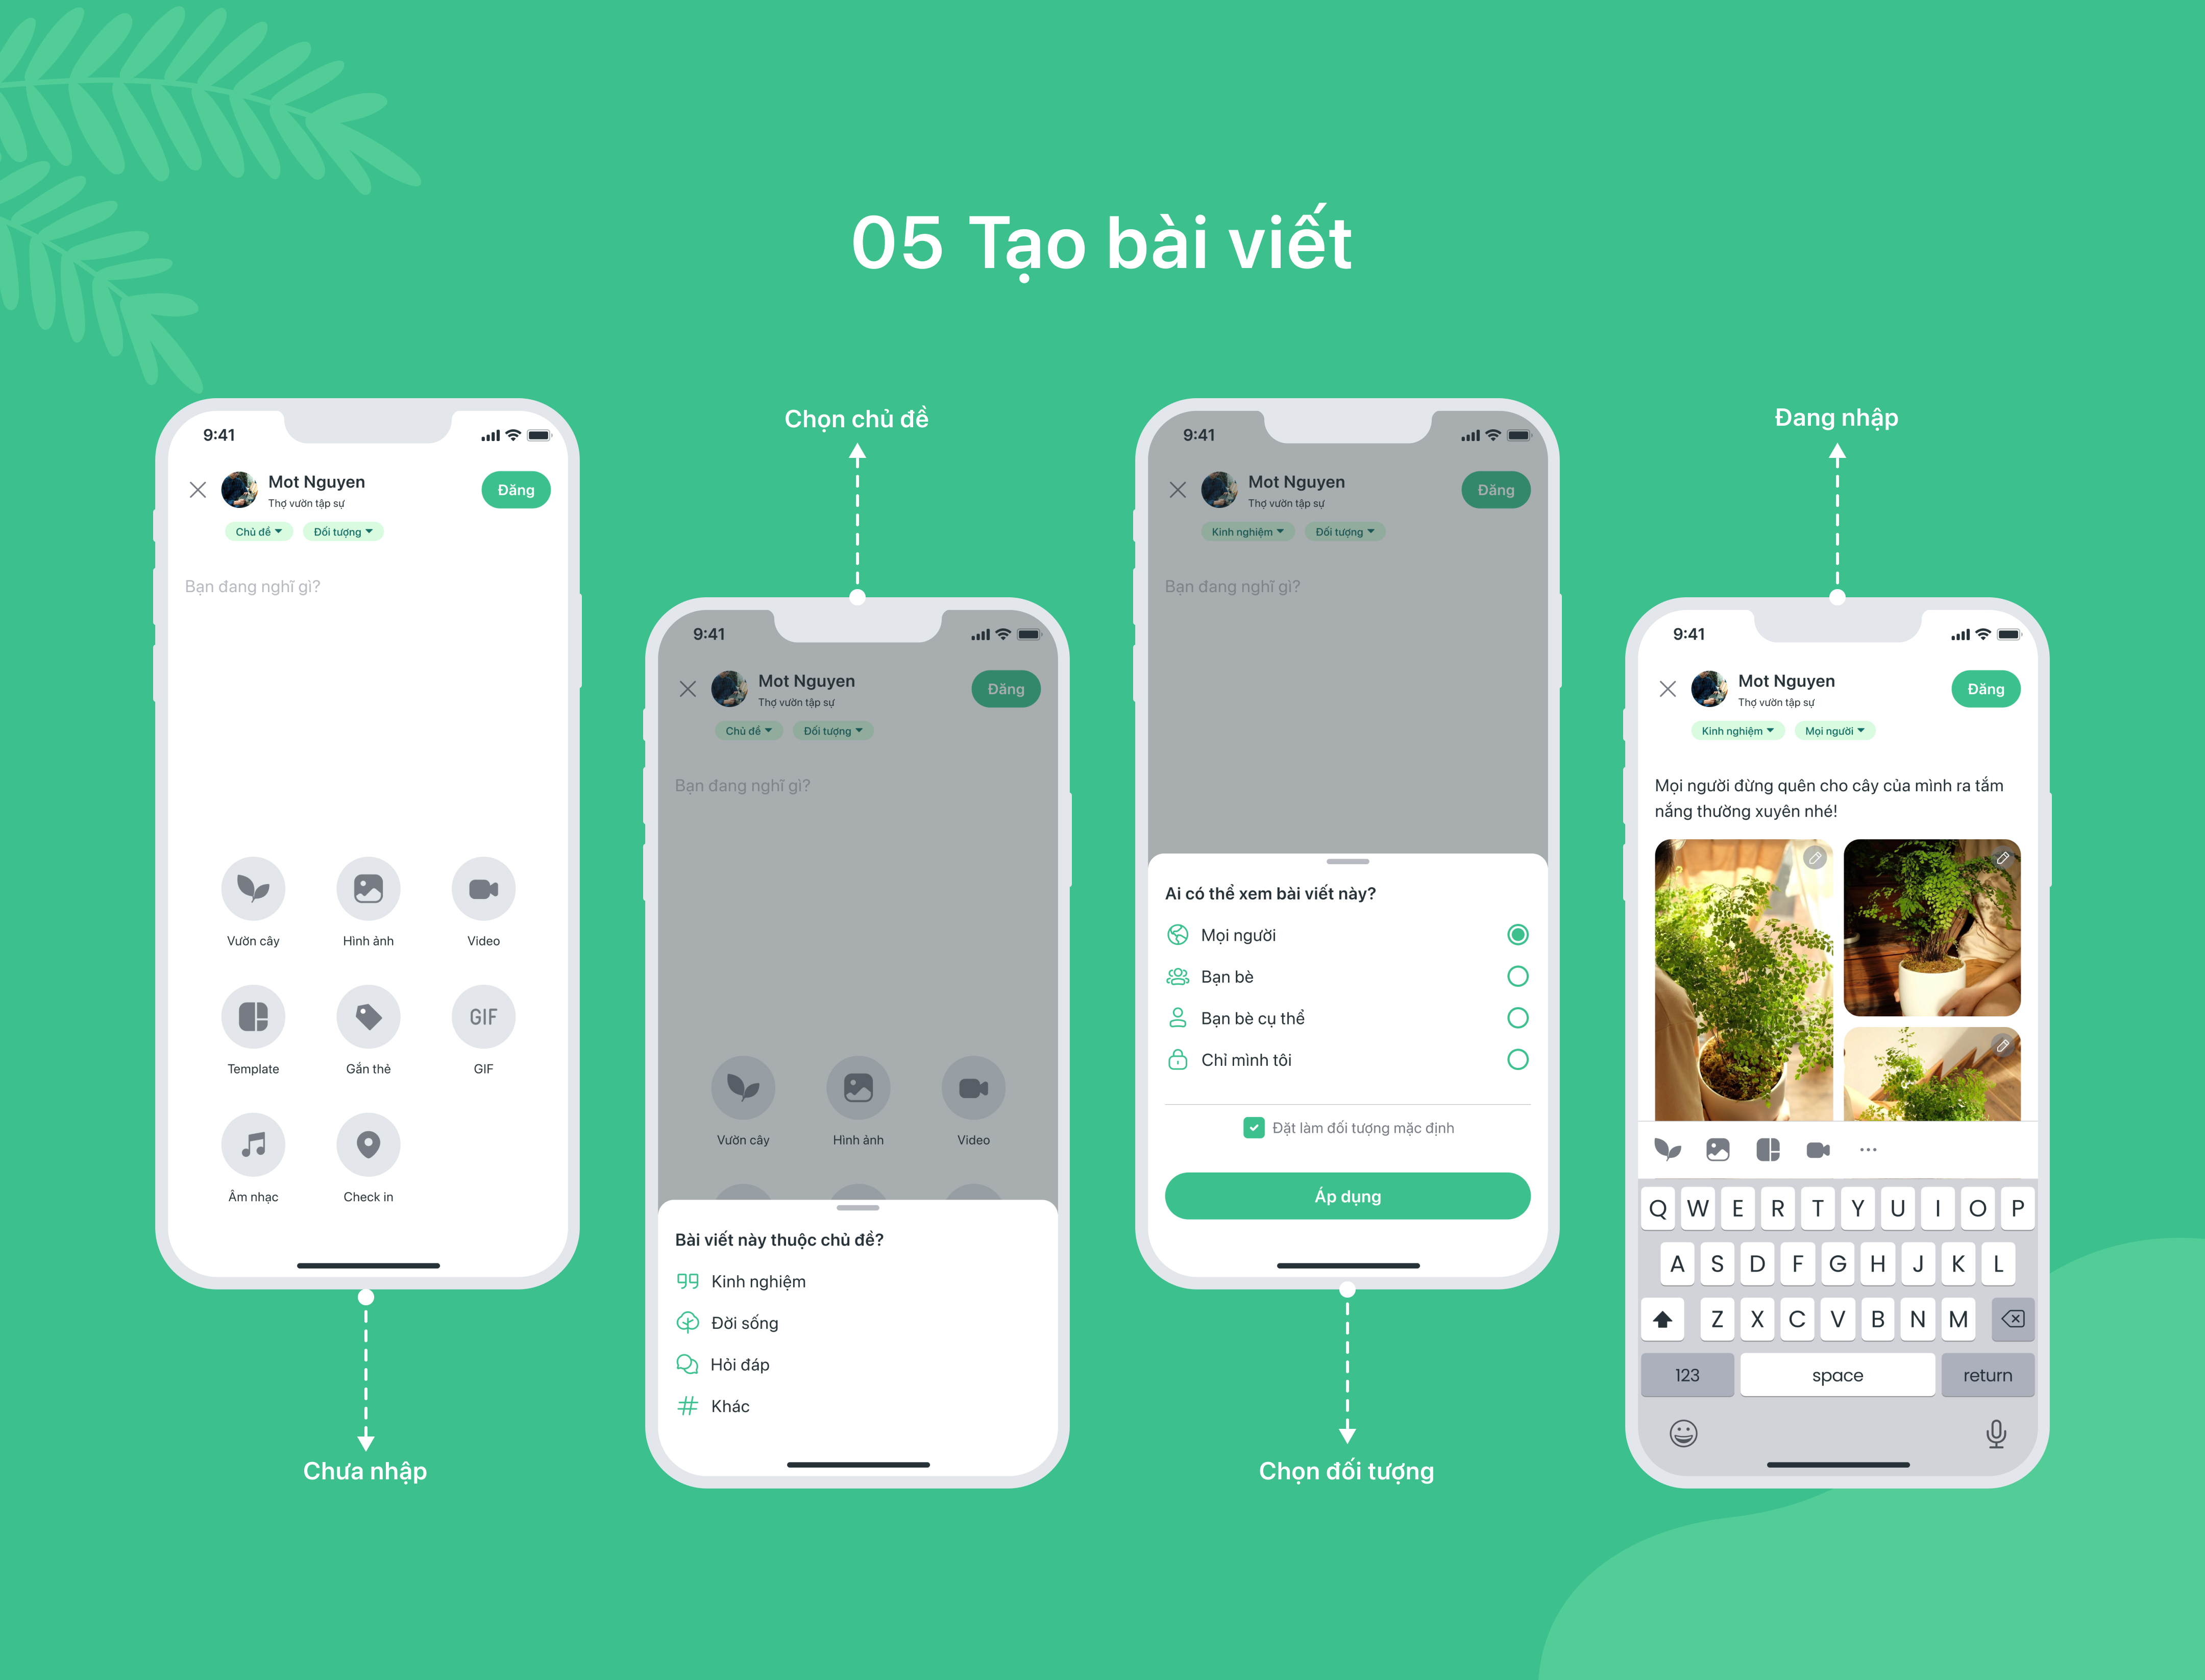 05 Tạo bài viết
9:41
Mot Nguyen
Thợ vườn tập sự
Đăng
Chủ đề
Đối tượng
Bạn đang nghĩ gì?
Vườn cây
Hình ảnh
Video
Template
Gắn thẻ
GIF
GIF
Âm nhạc
Check in
Chưa nhập
Chọn chủ đề
9:41
Mot Nguyen
Thợ vườn tập sự
Đăng
Chủ đề
Đối tượng
Bạn đang nghĩ gì?
Vườn cây
Hình ảnh
Video
Bài viết này thuộc chủ đề?
Kinh nghiệm
Đời sống
Hỏi đáp
Khác
9:41
Mot Nguyen
Thợ vườn tập sự
Đăng
Kinh nghiệm
Đối tượng
Bạn đang nghĩ gì?
Ai có thể xem bài viết này?
Mọi người
Bạn bè
Bạn bè cụ thể
Chỉ mình tôi
Đặt làm đối tượng mặc định
Áp dụng
Chọn đối tượng
Đang nhập
9:41
Mot Nguyen
Thợ vườn tập sự
Đăng
Kinh nghiệm
Mọi người
Mọi người đừng quên cho cây của mình ra tắm
nắng thường xuyên nhé!
Q W E R T Y U I O P
A S D F G H J K L
Z X C V B N M
123 space return